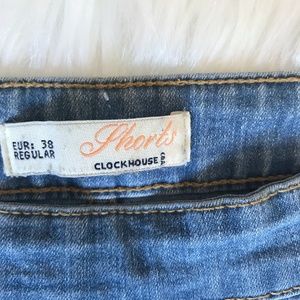 EUR: 38
REGULAR
Shorts
CLOCKHOUSE
C&A